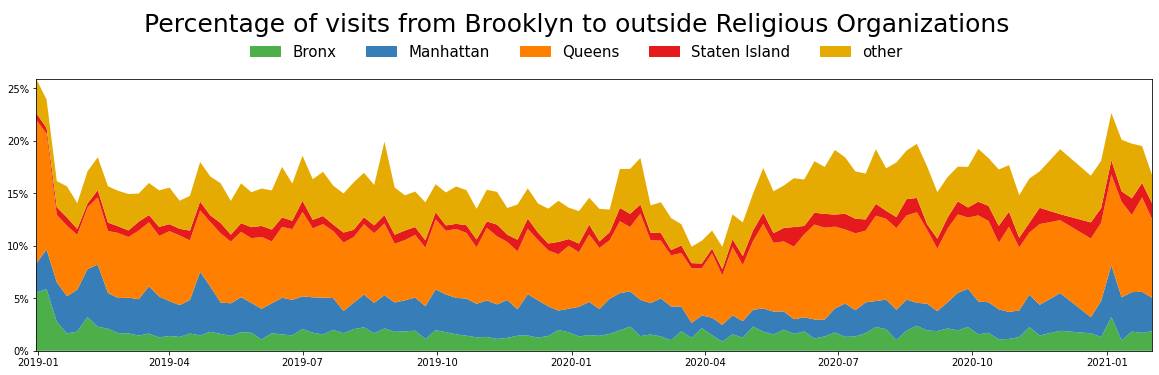 Percentage of visits from Brooklyn to outside Religious Organizations
Bronx Manhattan Queens Staten Island other
25%
20%
15%
10%
5%
0%
2019-01 2019-04 2019-07 2019-10 2020-01 2020-04 2020-07 2020-10 2021-01